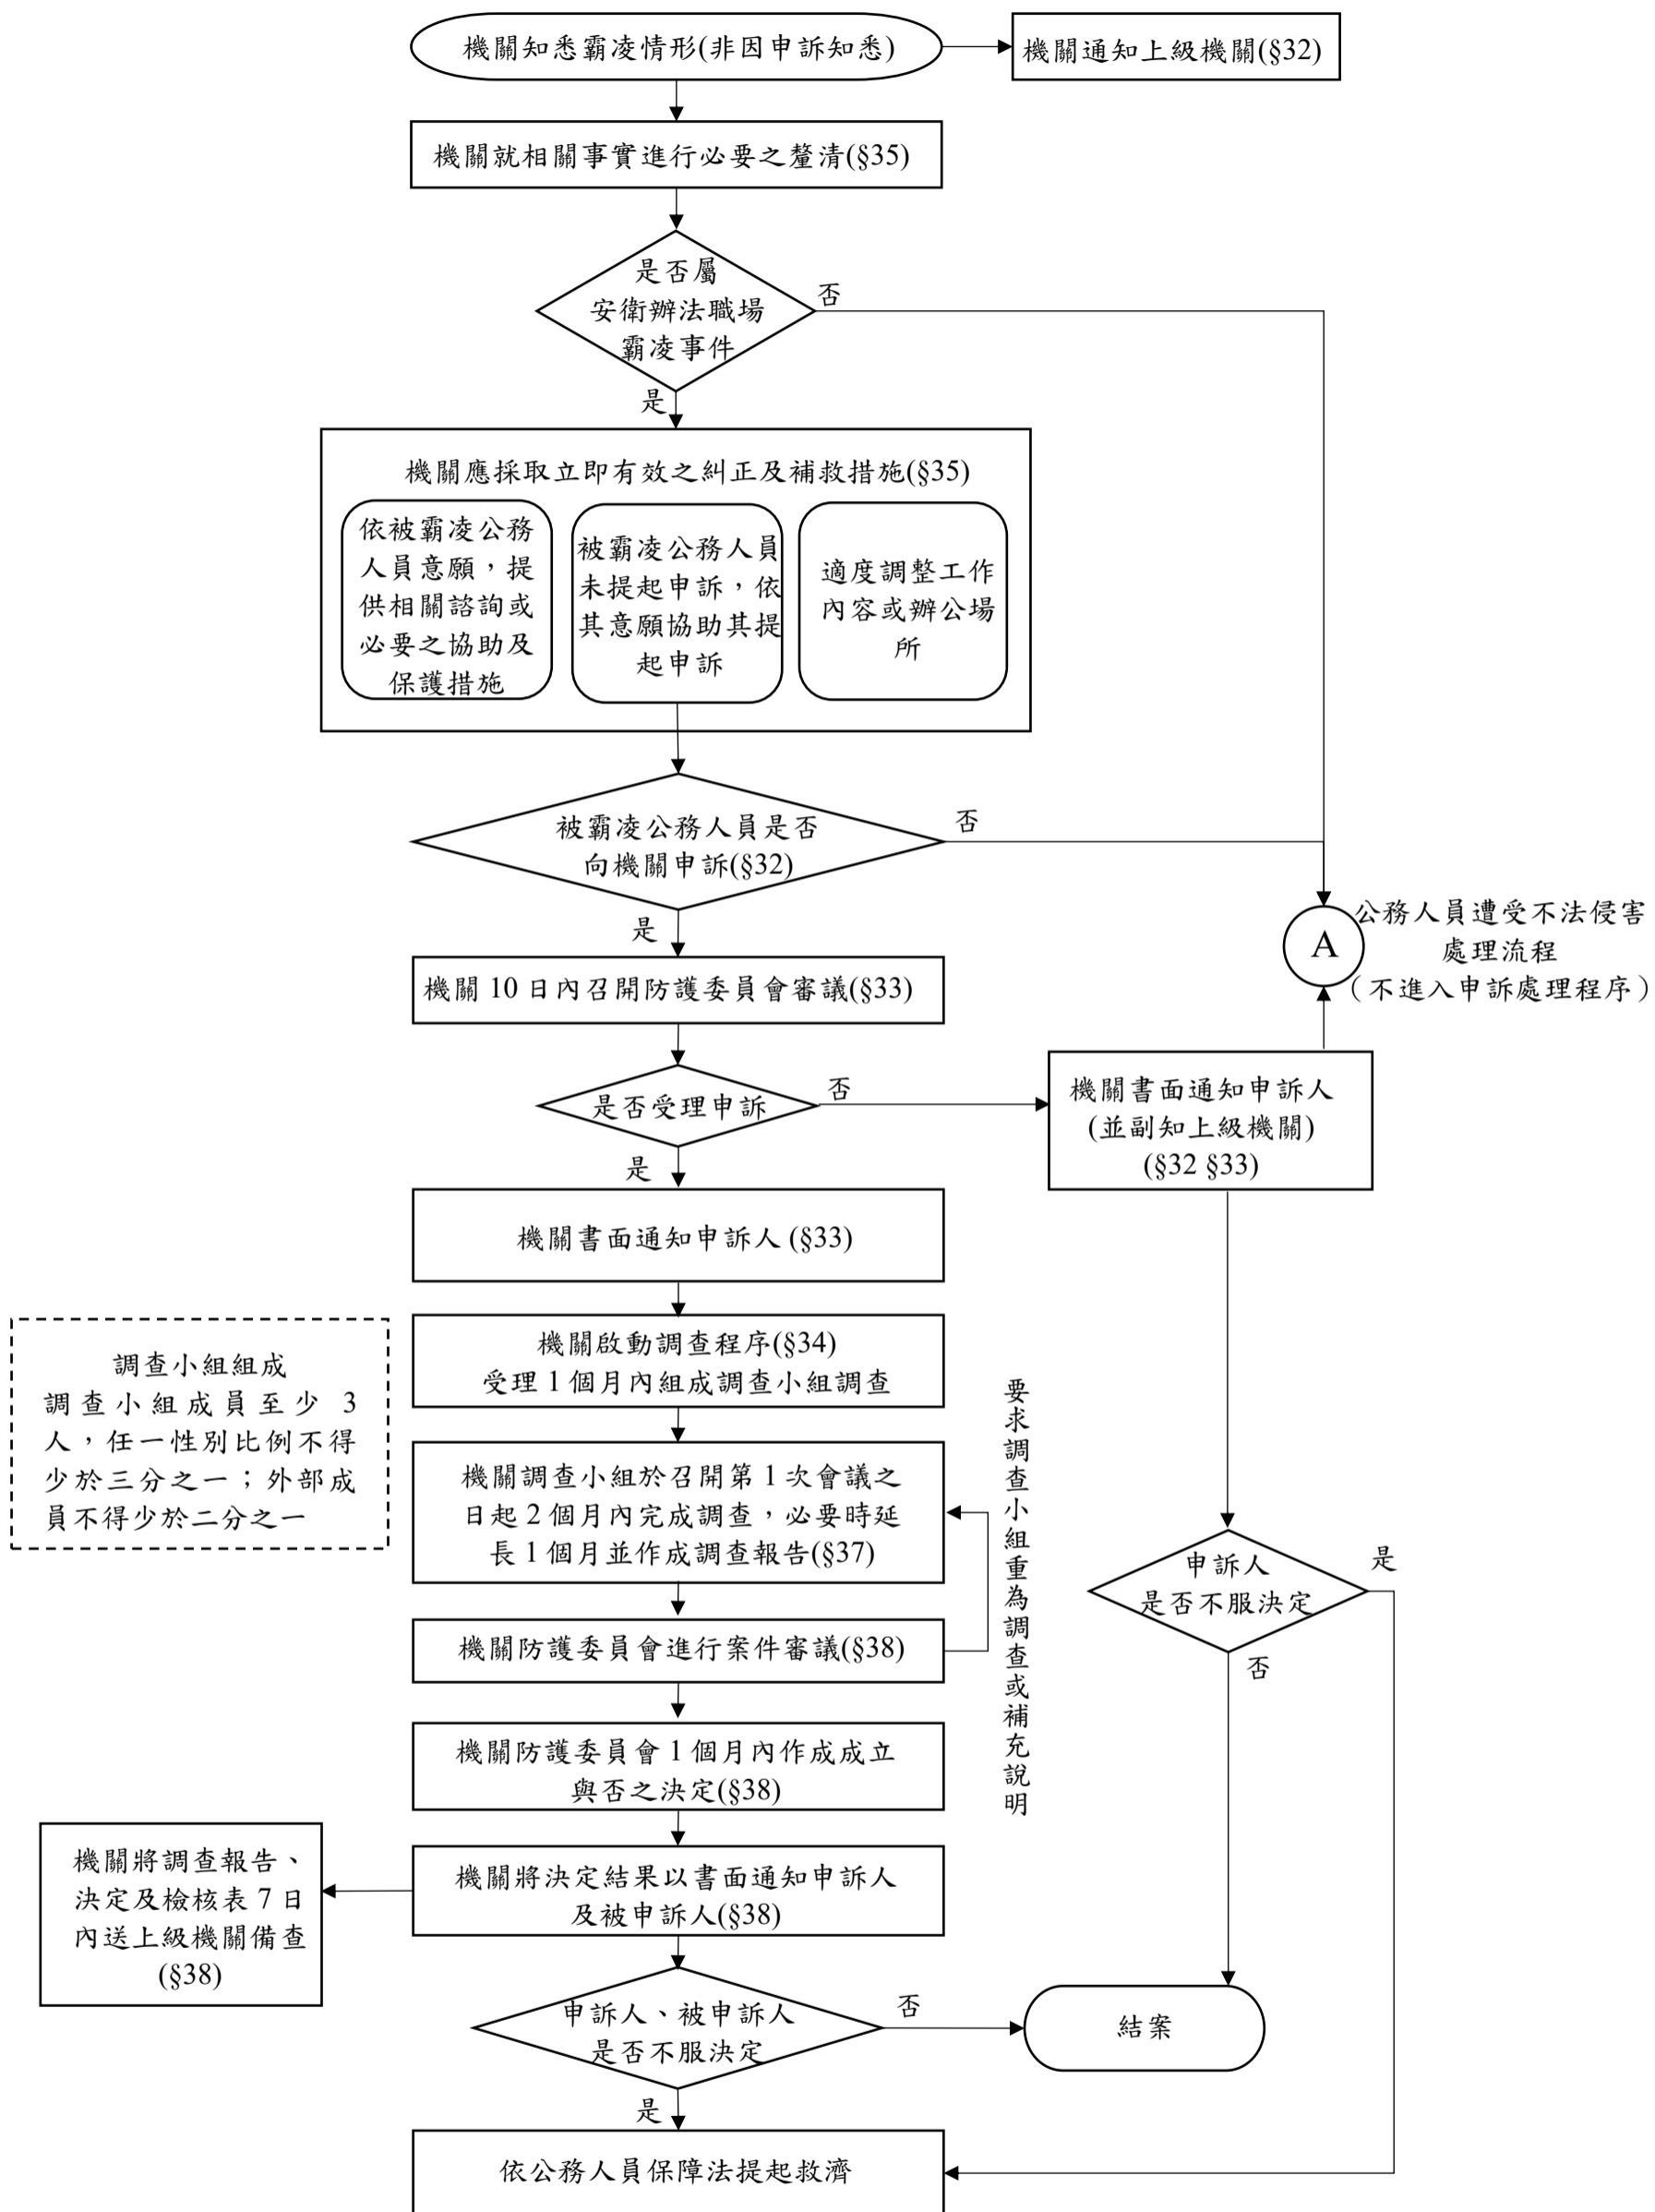 機關知悉霸凌情形(非因申訴知悉)
機關通知上級機關(§32)
機關就相關事實進行必要之釐清(§35)
是否屬
安衛辦法職場
霸凌事件
否
是
機關應採取立即有效之糾正及補救措施(§35)
依被霸凌公務
人員意願，提
供相關諮詢或
必要之協助及
保護措施
被霸凌公務人員
未提起申訴，依
其意願協助其提
起申訴
適度調整工作
內容或辦公場
所
被霸凌公務人員是否
向機關申訴(§32)
否
是
A
公務人員遭受不法侵害
處理流程
（不進入申訴處理程序）
機關 10 日內召開防護委員會審議(§33)
是否受理申訴
否
是
機關書面通知申訴人
(並副知上級機關)
(§32 §33)
機關書面通知申訴人 (§33)
機關啟動調查程序(§34)
受理 1 個月內組成調查小組調查
調查小組組成
調查小組成員至少 3
人，任一性別比例不得
少於三分之一；外部成
員不得少於二分之一
機關調查小組於召開第 1 次會議之
日起 2 個月內完成調查，必要時延
長 1 個月並作成調查報告(§37)
要求調查小組重為調查或補充說明
申訴人
是否不服決定
是
否
機關防護委員會進行案件審議(§38)
機關防護委員會 1 個月內作成成立
與否之決定(§38)
機關將決定結果以書面通知申訴人
及被申訴人(§38)
機關將調查報告、
決定及檢核表 7 日
內送上級機關備查
(§38)
申訴人、被申訴人
是否不服決定
否
是
結案
依公務人員保障法提起救濟